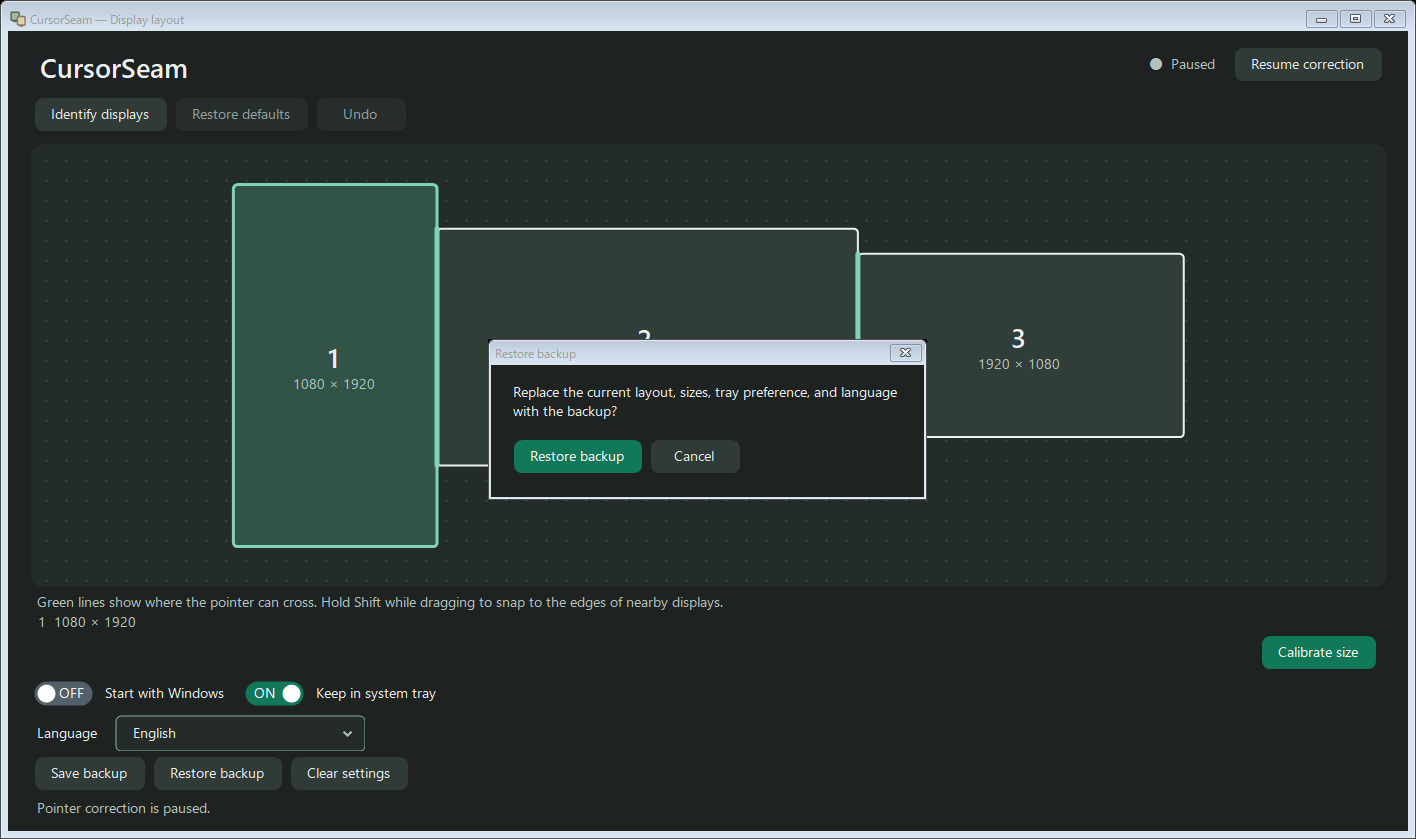 CursorSeam — Display layout
CursorSeam
Paused
Resume correction
Identify displays
Restore defaults
Undo
1
1080 × 1920
3
1920 × 1080
Restore backup
Replace the current layout, sizes, tray preference, and language
with the backup?
Restore backup
Cancel
Green lines show where the pointer can cross. Hold Shift while dragging to snap to the edges of nearby displays.
1 1080 × 1920
Calibrate size
OFF
Start with Windows
ON
Keep in system tray
Language
English
Save backup
Restore backup
Clear settings
Pointer correction is paused.